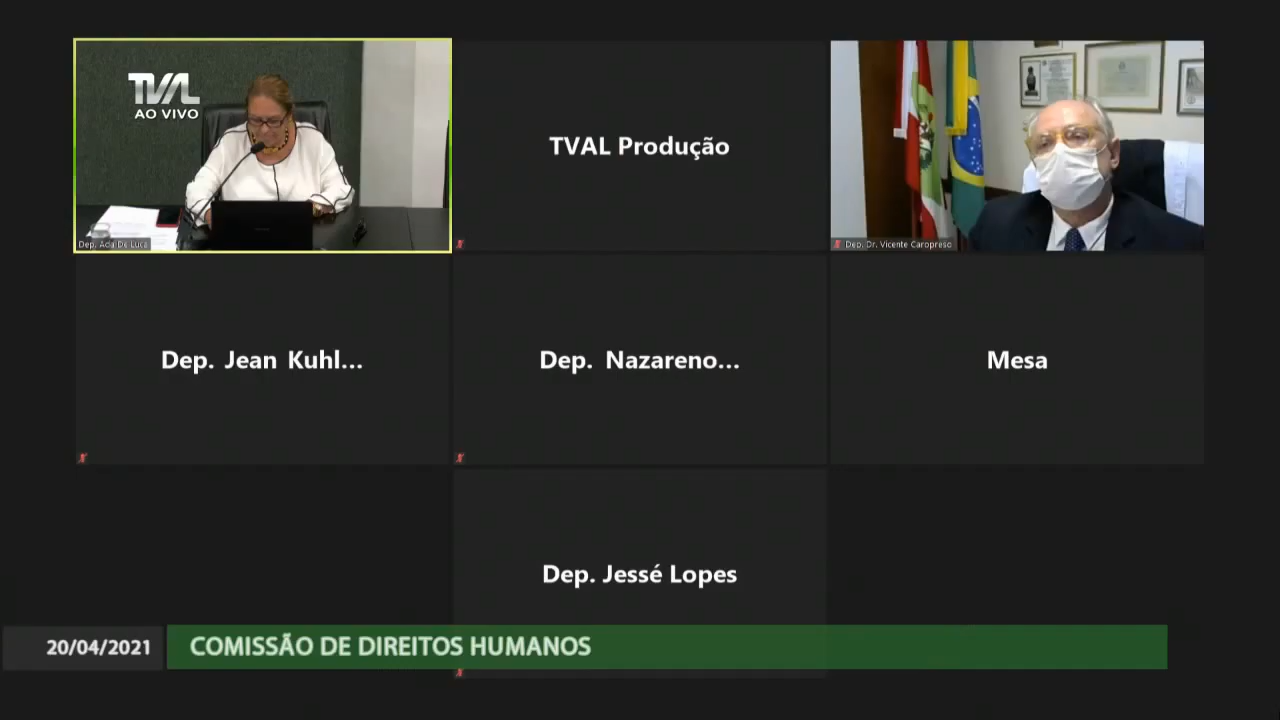 TVAL
AO VIVO
Dep. Ada De Luca
TVAL Produção
Dep. Dr. Vicente Caropreso
Dep. Jean Kuhl...
Dep. Nazareno...
Mesa
Dep. Jessé Lopes
20/04/2021
COMISSÃO DE DIREITOS HUMANOS